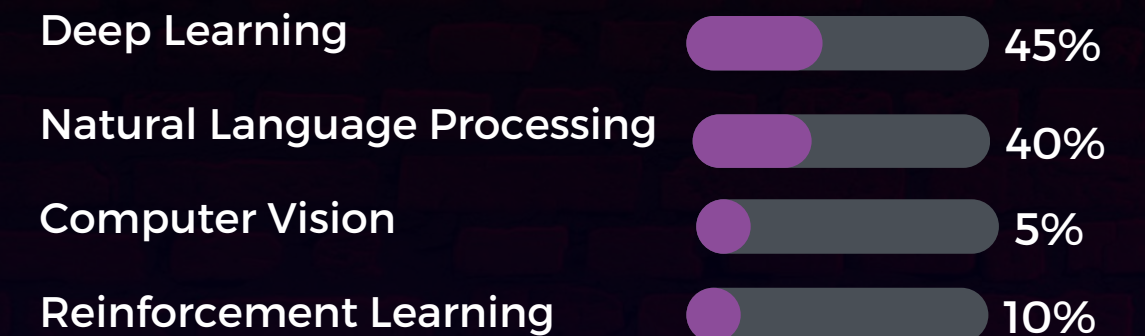 Deep Learning 45%
Natural Language Processing 40%
Computer Vision 5%
Reinforcement Learning 10%